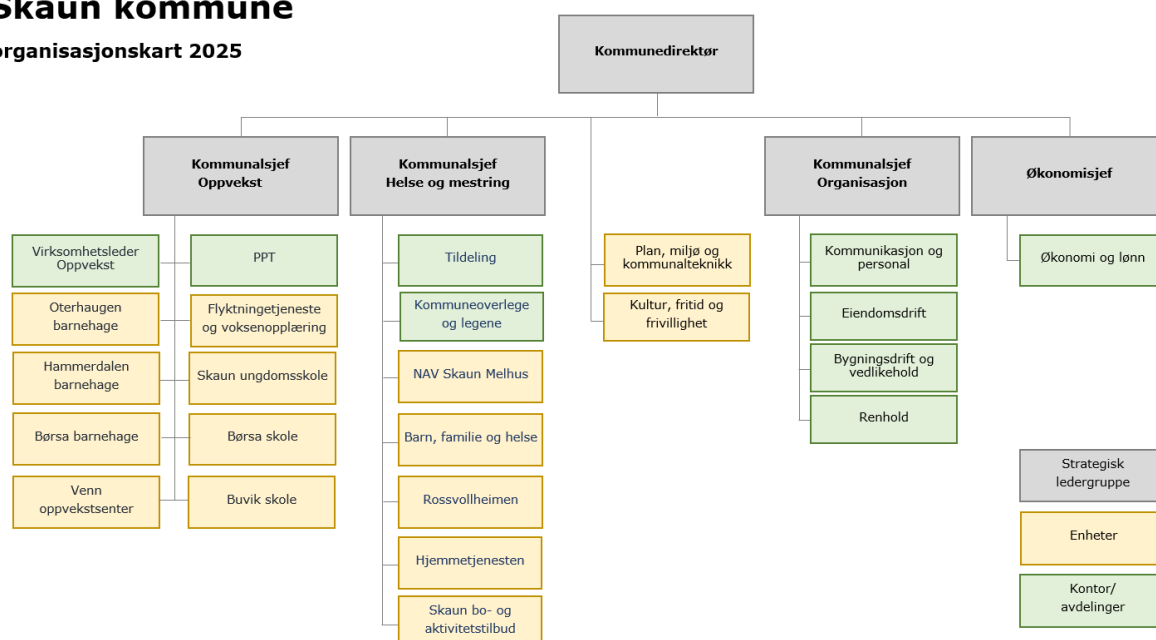 Skaun kommune
organisasjonskart 2025
Kommunedirektør
Kommunalsjef
Oppvekst
Kommunalsjef
Helse og mestring
Kommunalsjef
Organisasjon
Økonomisjef
Virksomhetsleder
Oppvekst
PPT
Oterhaugen
barnehage
Flyktningetjeneste
og voksenopplæring
Hammerdalen
barnehage
Skaun ungdomsskole
Børsa barnehage
Børsa skole
Venn
oppvekstsenter
Buvik skole
Tildeling
Kommuneoverlege
og legene
NAV Skaun Melhus
Barn, familie og helse
Rossvollheimen
Hjemmetjenesten
Skaun bo- og
aktivitetstilbud
Plan, miljø og
kommunalteknikk
Kultur, fritid og
frivillighet
Kommunikasjon og
personal
Eiendomsdrift
Bygningsdrift og
vedlikehold
Renhold
Økonomi og lønn
Strategisk
ledergruppe
Enheter
Kontor/
avdelinger